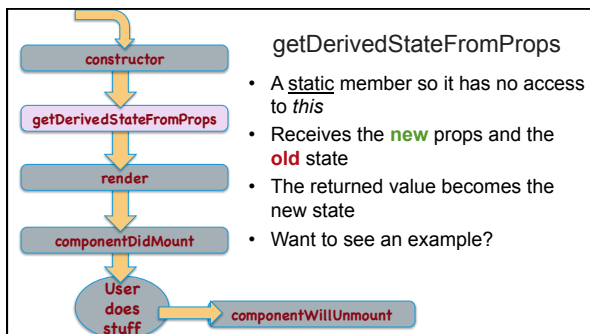 constructor
getDerivedStateFromProps
render
componentDidMount
User
does
stuff
componentWillUnmount
getDerivedStateFromProps
• A static member so it has no access
to this
• Receives the new props and the
old state
• The returned value becomes the
new state
• Want to see an example?